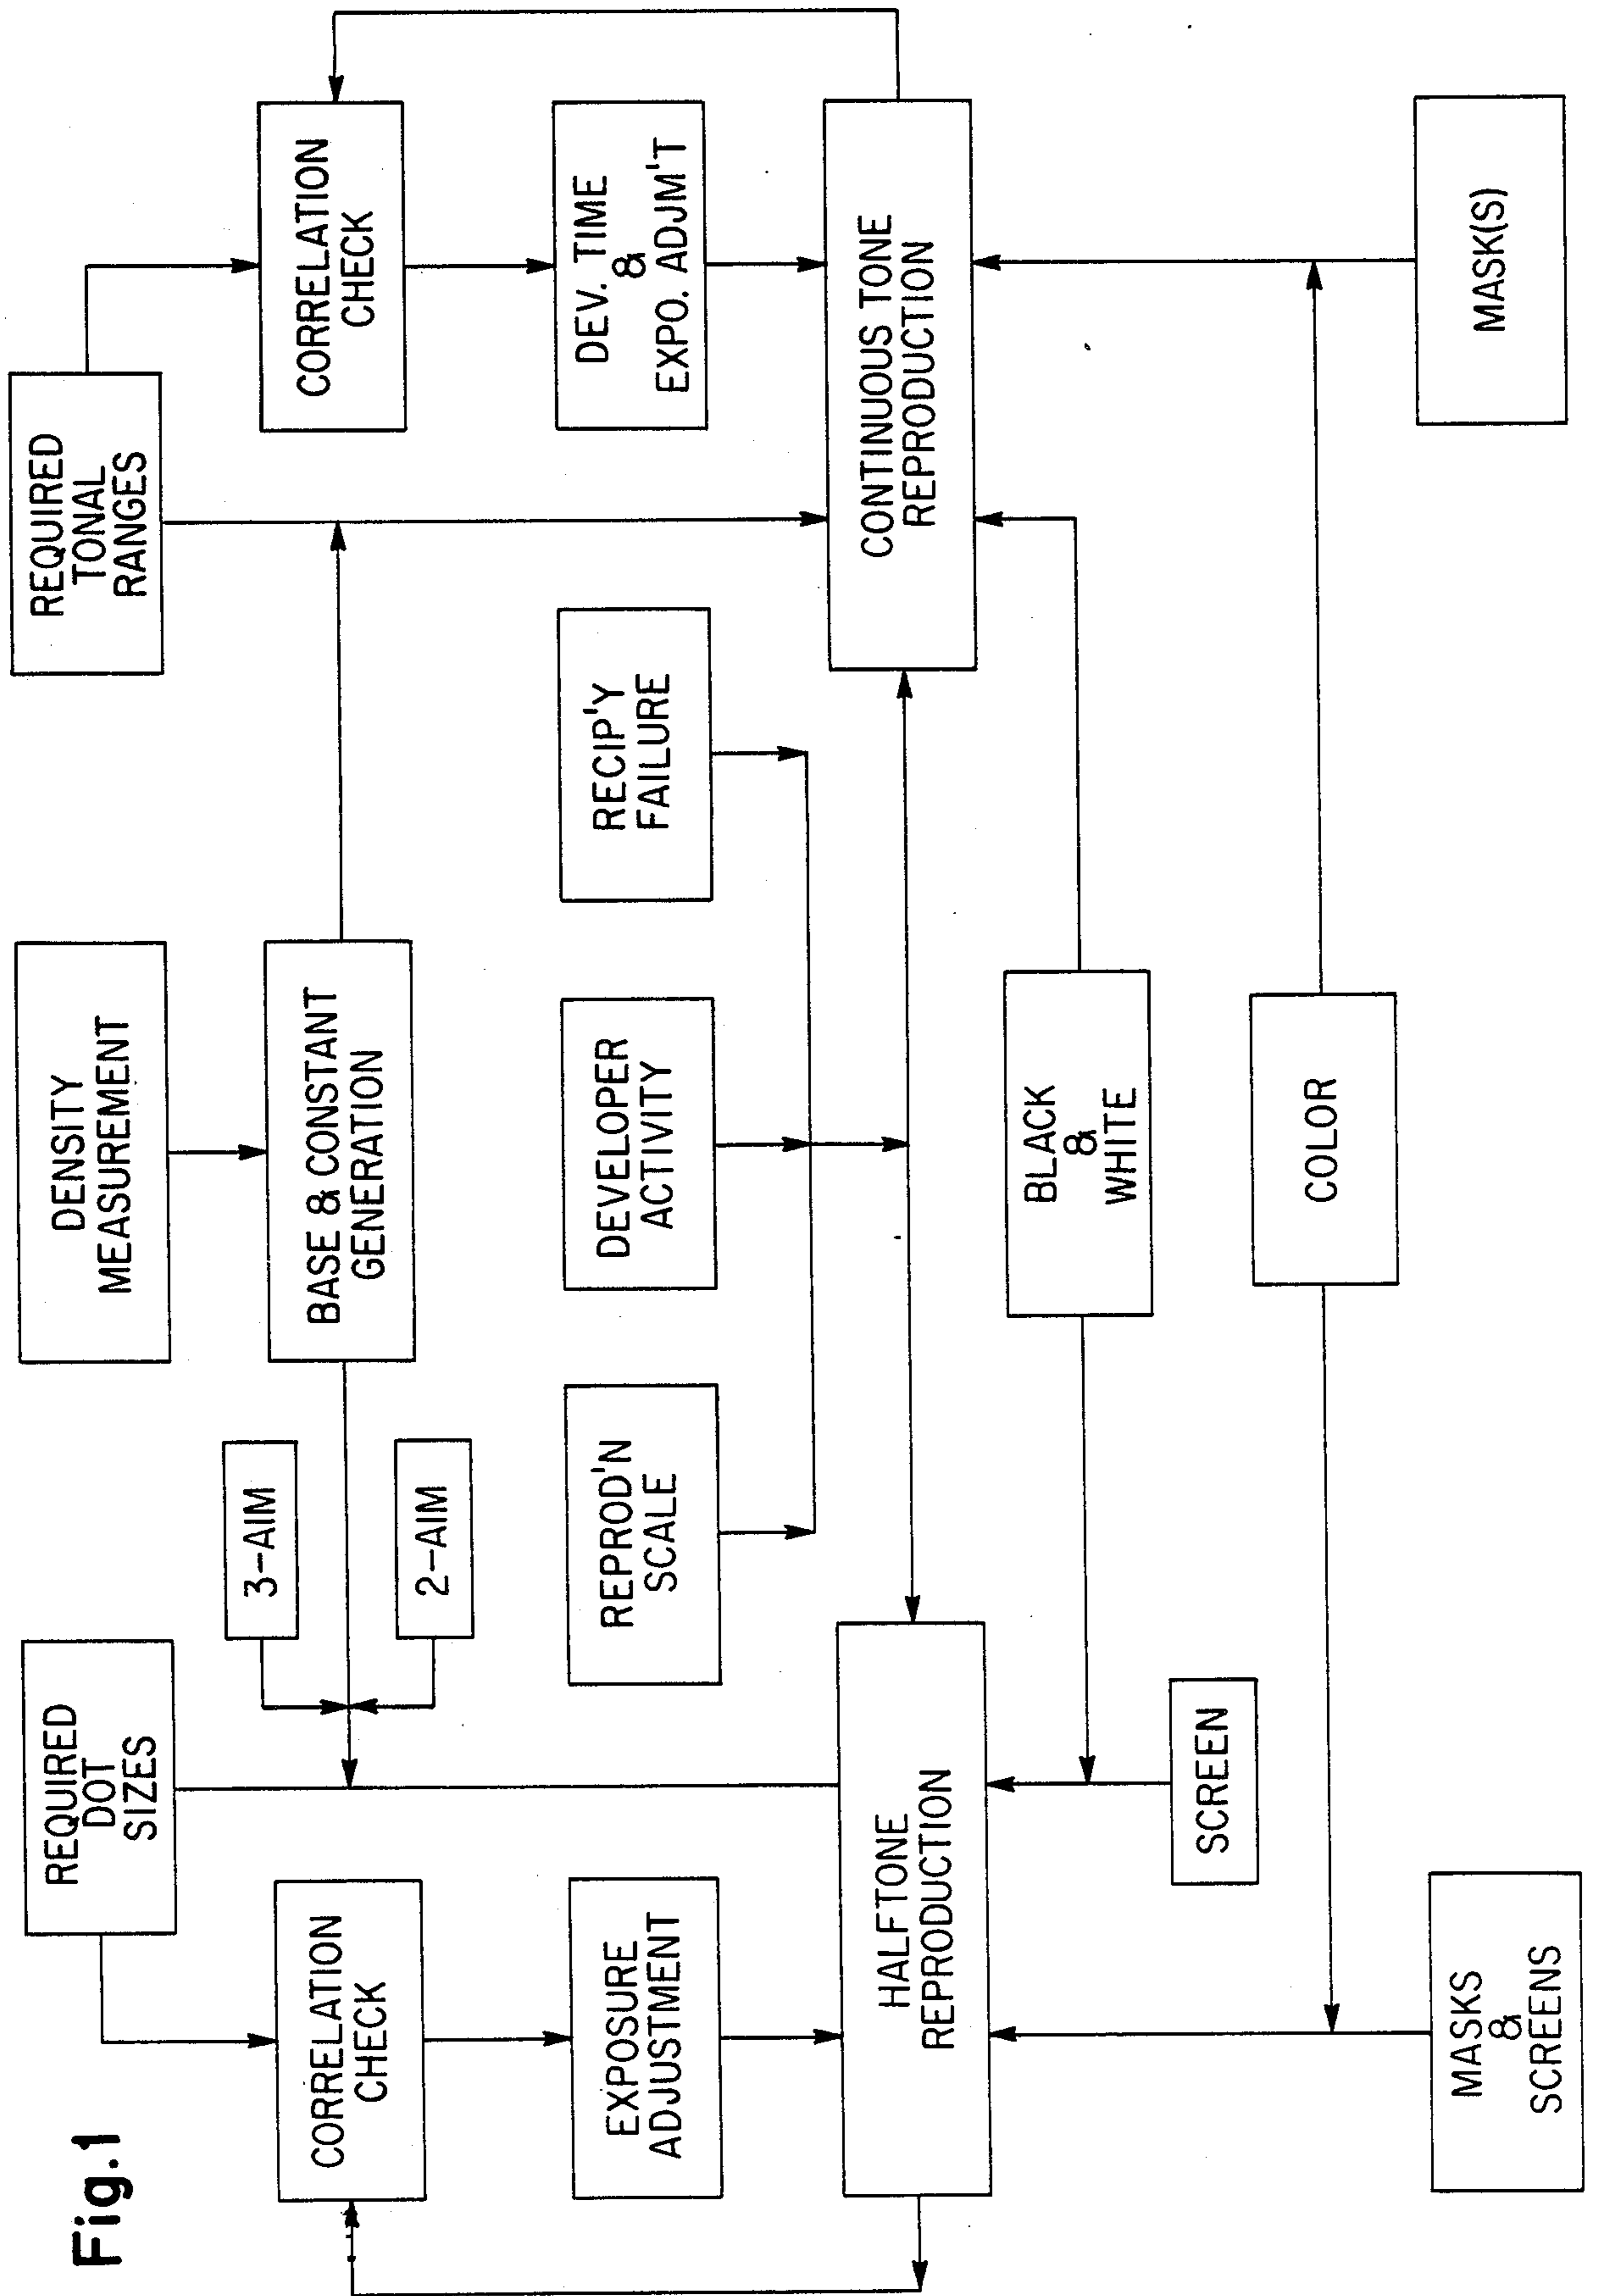 Fig.1
REQUIRED
DOT
SIZES
DENSITY
MEASUREMENT
REQUIRED
TONAL
RANGES
CORRELATION
CHECK
3-AIM
2-AIM
BASE & CONSTANT
GENERATION
CORRELATION
CHECK
EXPOSURE
ADJUSTMENT
REPROD'N
SCALE
DEVELOPER
ACTIVITY
RECIP'Y
FAILURE
DEV. TIME
&
EXPO. ADJM'T
HALFTONE
REPRODUCTION
CONTINUOUS TONE
REPRODUCTION
SCREEN
BLACK
&
WHITE
COLOR
MASKS
&
SCREENS
MASK(S)